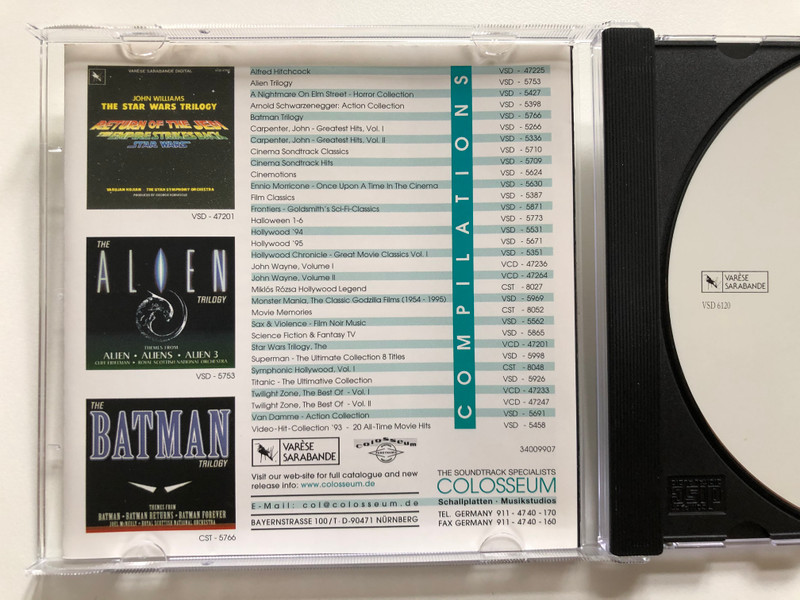 VARÈSE SARABANDE DIGITAL
JOHN WILLIAMS
THE STAR WARS TRILOGY
RETURN OF THE JEDI
THE EMPIRE STRIKES BACK
STAR WARS
VARUJAN KOJIAN THE UTAH SYMPHONY ORCHESTRA
VSD - 47201
THE
ALIEN
TRILOGY
THEMES FROM
ALIEN • ALIENS • ALIEN 3
CLIFF EIDELMAN • ROYAL SCOTTISH NATIONAL ORCHESTRA
VSD - 5753
THE
BATMAN
TRILOGY
THEMES FROM
BATMAN • BATMAN RETURNS • BATMAN FOREVER
JOEL McNEELY • ROYAL SCOTTISH NATIONAL ORCHESTRA
CST - 5766
Alfred Hitchcock VSD - 47225
Alien Trilogy VSD - 5753
A Nightmare On Elm Street - Horror Collection VSD - 5427
Arnold Schwarzenegger: Action Collection VSD - 5398
Batman Trilogy VSD - 5766
Carpenter, John - Greatest Hits, Vol. I VSD - 5266
Carpenter, John - Greatest Hits, Vol. II VSD - 5336
Cinema Sondtrack Classics VSD - 5710
Cinema Sondtrack Hits VSD - 5709
Cinemotions VSD - 5624
Ennio Morricone - Once Upon A Time In The Cinema VSD - 5630
Film Classics VSD - 5387
Frontiers - Goldsmith's Sci-Fi-Classics VSD - 5871
Halloween 1-6 VSD - 5773
Hollywood '94 VSD - 5531
Hollywood '95 VSD - 5671
Hollywood Chronicle - Great Movie Classics Vol. I VSD - 5351
John Wayne, Volume I VCD - 47236
John Wayne, Volume II VCD - 47264
Miklós Rózsa Hollywood Legend CST - 8027
Monster Mania, The Classic Godzilla Films (1954 - 1995) VSD - 5969
Movie Memories CST - 8052
Sax & Violence - Film Noir Music VSD - 5562
Science Fiction & Fantasy TV VSD - 5865
Star Wars Trilogy, The VCD - 47201
Superman - The Ultimate Collection 8 Titles VSD - 5998
Symphonic Hollywood, Vol. I CST - 8048
Titanic - The Ultimative Collection VSD - 5926
Twilight Zone, The Best Of - Vol. I VCD - 47233
Twilight Zone, The Best Of - Vol. II VCD - 47247
Van Damme - Action Collection VSD - 5691
Video-Hit-Collection '93 - 20 All-Time Movie Hits VSD - 5458
COMPILATIONS
34009907
VARÈSE
SARABANDE
colosseum
Visit our web-site for full catalogue and new
release info: www.colosseum.de
E-Mail: col@colosseum.de
BAYERNSTRASSE 100/T · D-90471 NÜRNBERG
THE SOUNDTRACK SPECIALISTS
COLOSSEUM
Schallplatten · Musikstudios
TEL. GERMANY 911 - 47 40 - 170
FAX GERMANY 911 - 47 40 - 160
VARÈSE
SARABANDE
VSD 6120